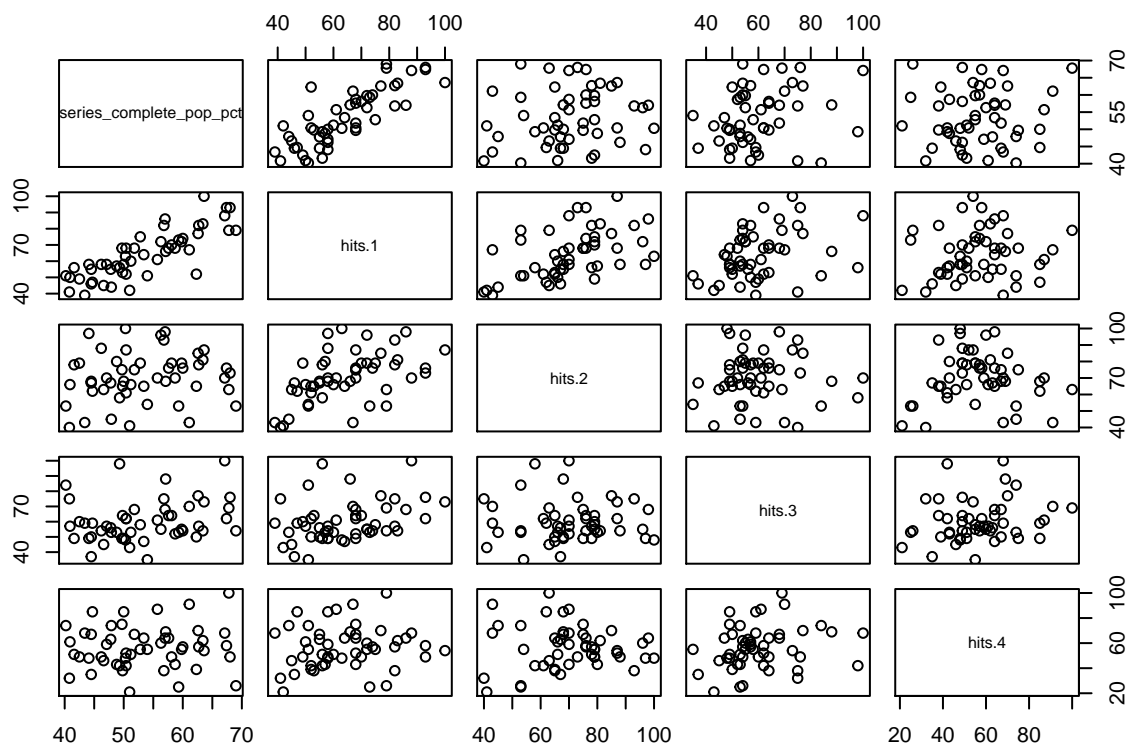 40 60 80 100
40 60 80 100
series_complete_pop_pct
40 55 70
40 70 100
hits.1
hits.2
40 70 100
40 70
hits.3
hits.4
20 60 100
40 50 60 70
40 60 80 100
20 40 60 80